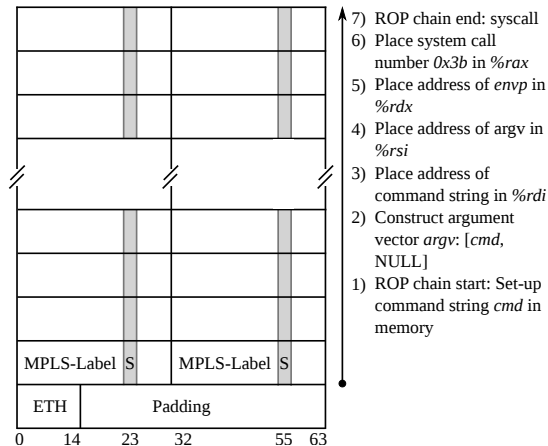 7) ROP chain end: syscall
6) Place system call
number 0x3b in %rax
5) Place address of envp in
%rdx
4) Place address of argv in
%rsi
3) Place address of
command string in %rdi
2) Construct argument
vector argv: [cmd,
NULL]
1) ROP chain start: Set-up
command string cmd in
memory
MPLS-Label S MPLS-Label S
ETH Padding
0 14 23 32 55 63